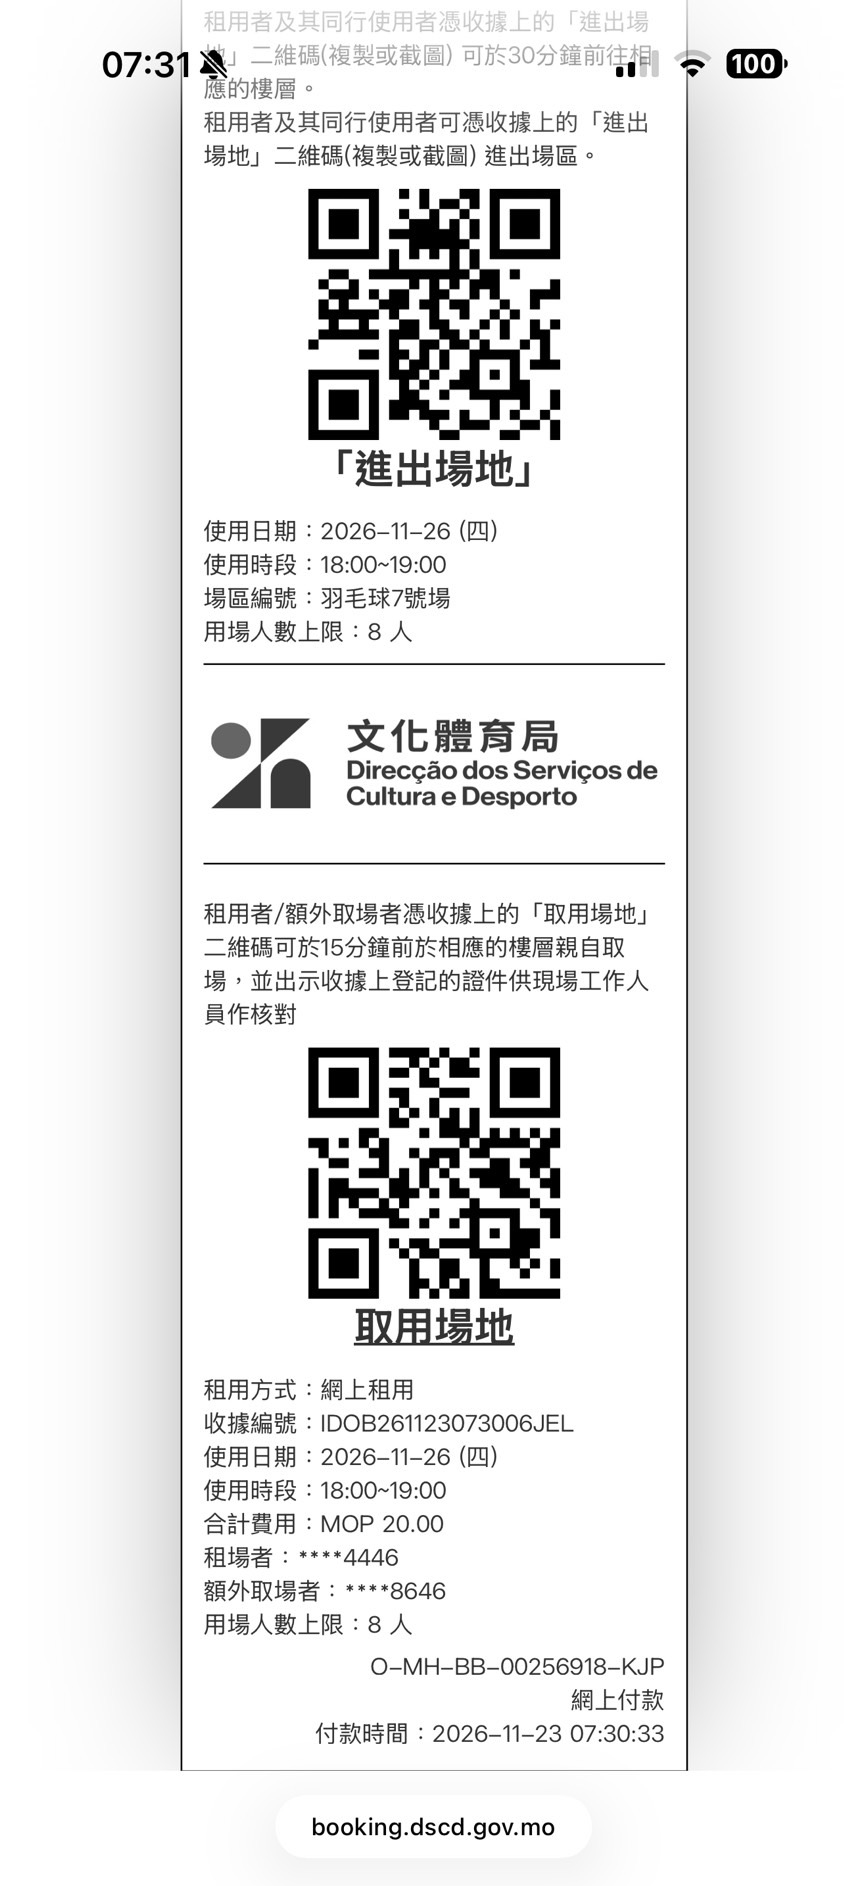 租用者及其同行使用者憑收據上的「進出場
07:31
地」二維碼(複製或截圖) 可於30分鐘前往相
100
應的樓層。
租用者及其同行使用者可憑收據上的「進出
場地」二維碼(複製或截圖) 進出場區。
「進出場地」
使用日期：2026-11-26 (四)
使用時段：18:00~19:00
場區編號：羽毛球7號場
用場人數上限：8 人
文化體育局
Direcção dos Serviços de
Cultura e Desporto
租用者/額外取場者憑收據上的「取用場地」
二維碼可於15分鐘前於相應的樓層親自取
場，並出示收據上登記的證件供現場工作人
員作核對
取用場地
租用方式：網上租用
收據編號：IDOB261123073006JEL
使用日期：2026-11-26 (四)
使用時段：18:00~19:00
合計費用：MOP 20.00
租場者：****4446
額外取場者：****8646
用場人數上限：8 人
O-MH-BB-00256918-KJP
網上付款
付款時間：2026-11-23 07:30:33
booking.dscd.gov.mo